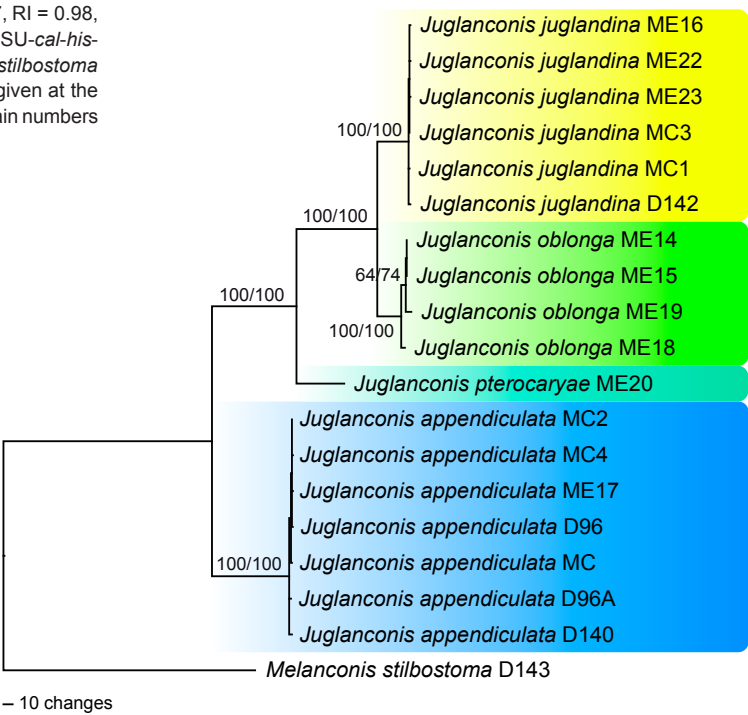 , RI = 0.98,
SU-cal-his-
stilbostoma
given at the
ain numbers
Juglanconis juglandina ME16
Juglanconis juglandina ME22
Juglanconis juglandina ME23
100/100
Juglanconis juglandina MC3
Juglanconis juglandina MC1
Juglanconis juglandina D142
100/100
Juglanconis oblonga ME14
64/74
Juglanconis oblonga ME15
100/100
Juglanconis oblonga ME19
Juglanconis oblonga ME18
100/100
Juglanconis pterocaryae ME20
Juglanconis appendiculata MC2
Juglanconis appendiculata MC4
Juglanconis appendiculata ME17
Juglanconis appendiculata D96
100/100
Juglanconis appendiculata MC
Juglanconis appendiculata D96A
Juglanconis appendiculata D140
Melanconis stilbostoma D143
– 10 changes